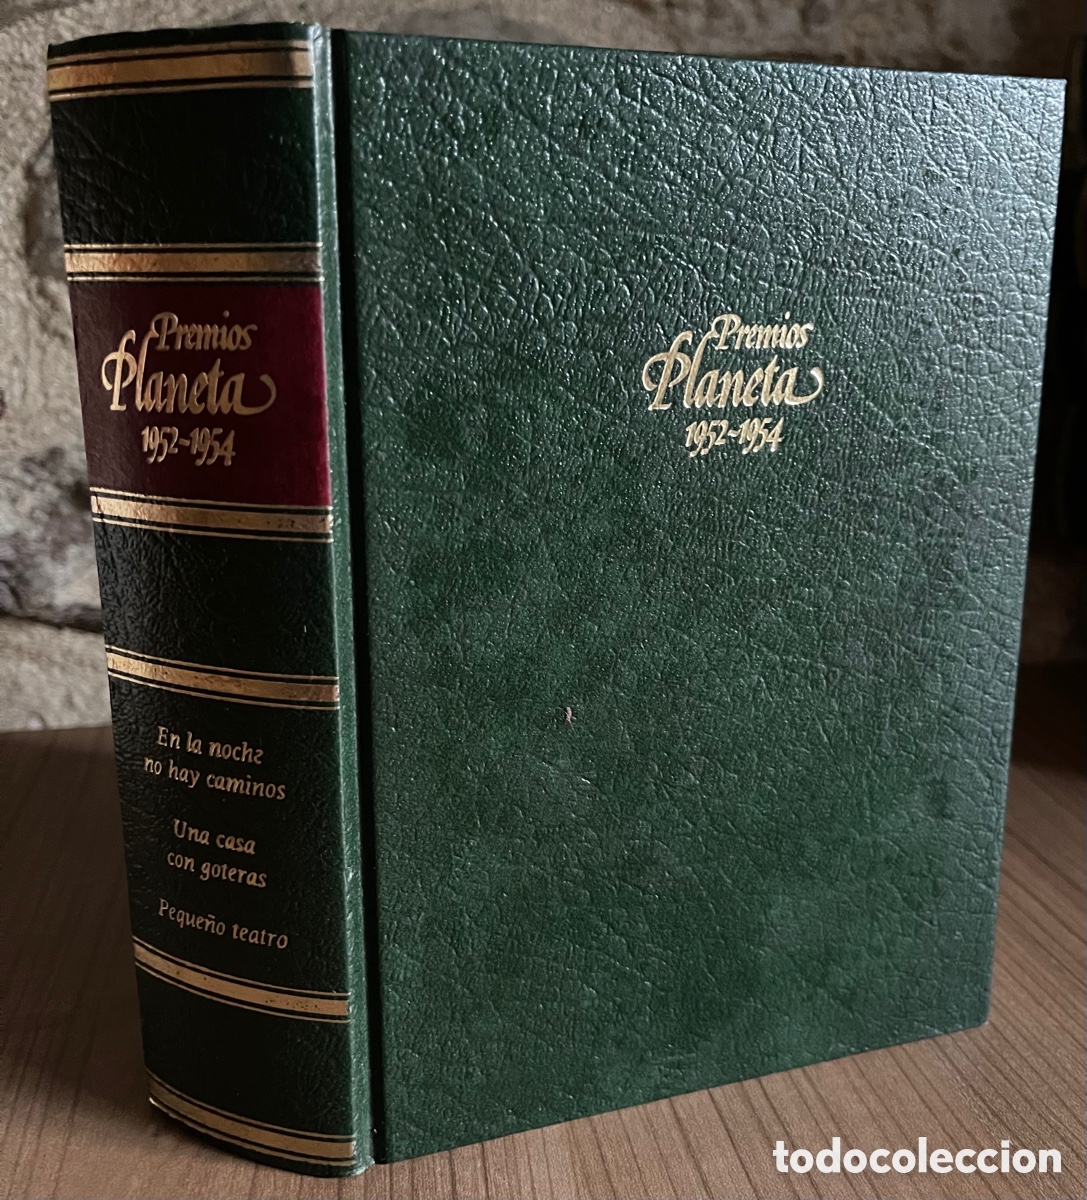 Premios
Planeta
1952-1954
En la noche
no hay caminos
Una casa
con goteras
Pequeño teatro
Premios
Planeta
1952-1954
todocoleccion